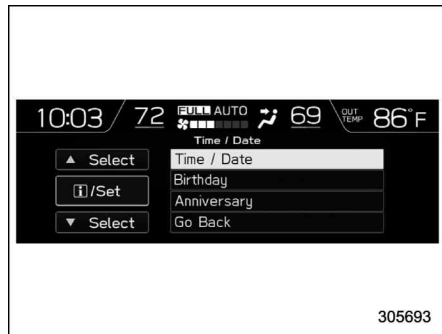 10:03 72 FULL AUTO 69 OUT TEMP 86°F
Time / Date
▲ Select
Time / Date
i/Set
Birthday
Anniversary
▼ Select
Go Back
305693